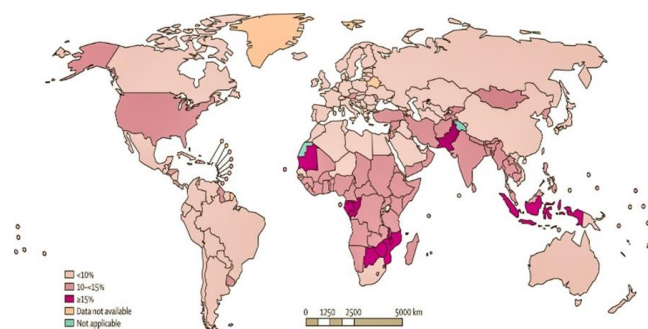 <10%
10-<15%
≥15%
Data not available
Not applicable
0 1250 2500 5000 km